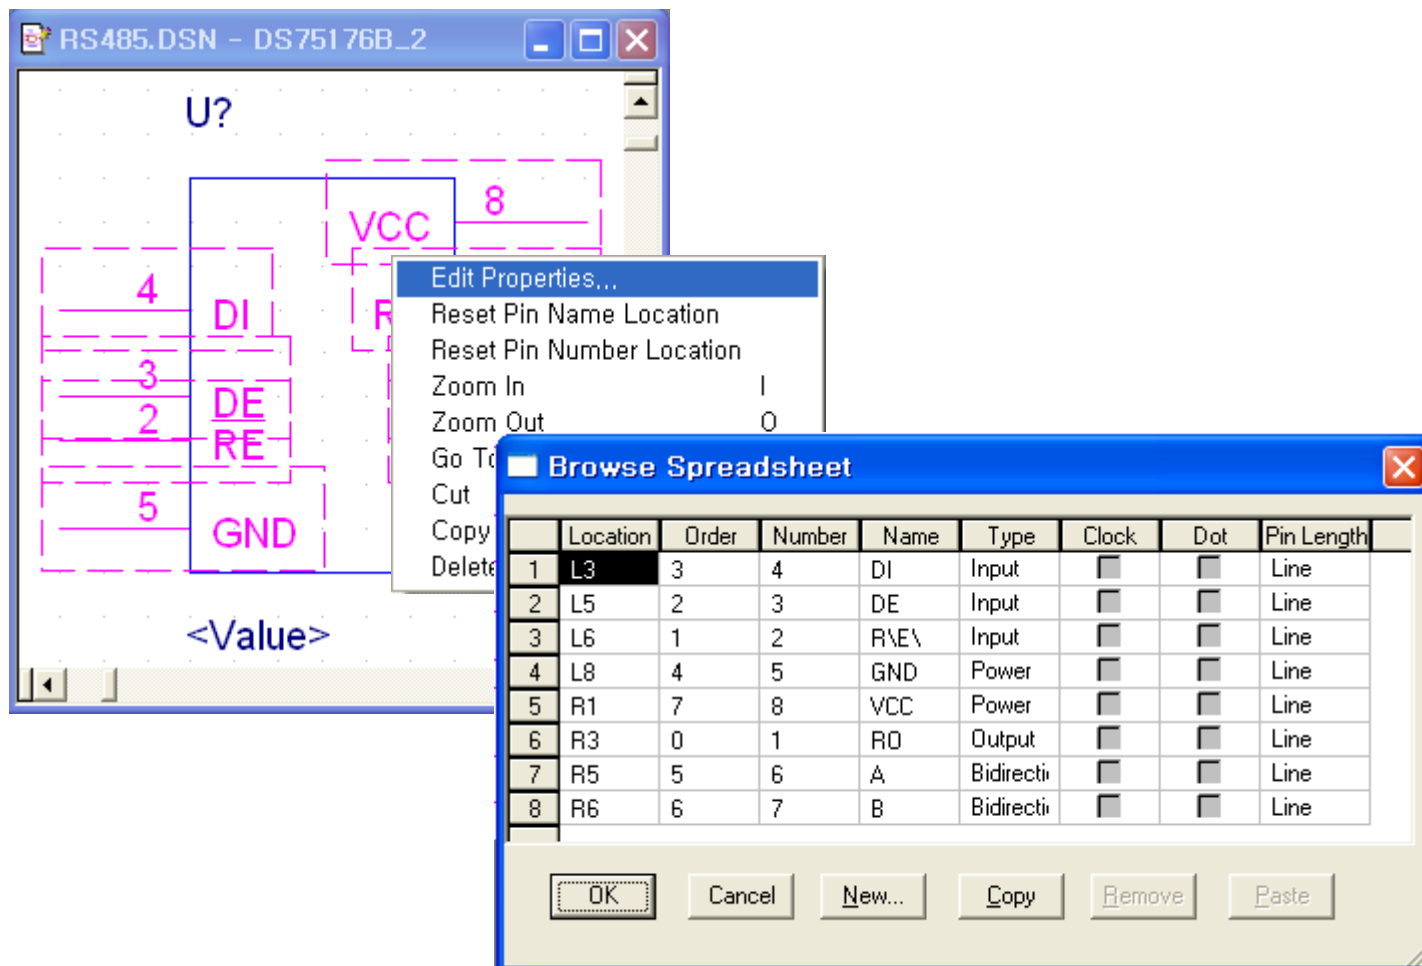 RS485.DSN - DS75176B_2
U?
8
VCC
4
DI
R
3
DE
2
RE
5
GND
<Value>
Edit Properties...
Reset Pin Name Location
Reset Pin Number Location
Zoom In I
Zoom Out O
Go To
Cut
Copy
Delete
Browse Spreadsheet
Location Order Number Name Type Clock Dot Pin Length
1 L3 3 4 DI Input Line
2 L5 2 3 DE Input Line
3 L6 1 2 R\E\ Input Line
4 L8 4 5 GND Power Line
5 R1 7 8 VCC Power Line
6 R3 0 1 RO Output Line
7 R5 5 6 A Bidirecti Line
8 R6 6 7 B Bidirecti Line
OK Cancel New... Copy Remove Paste